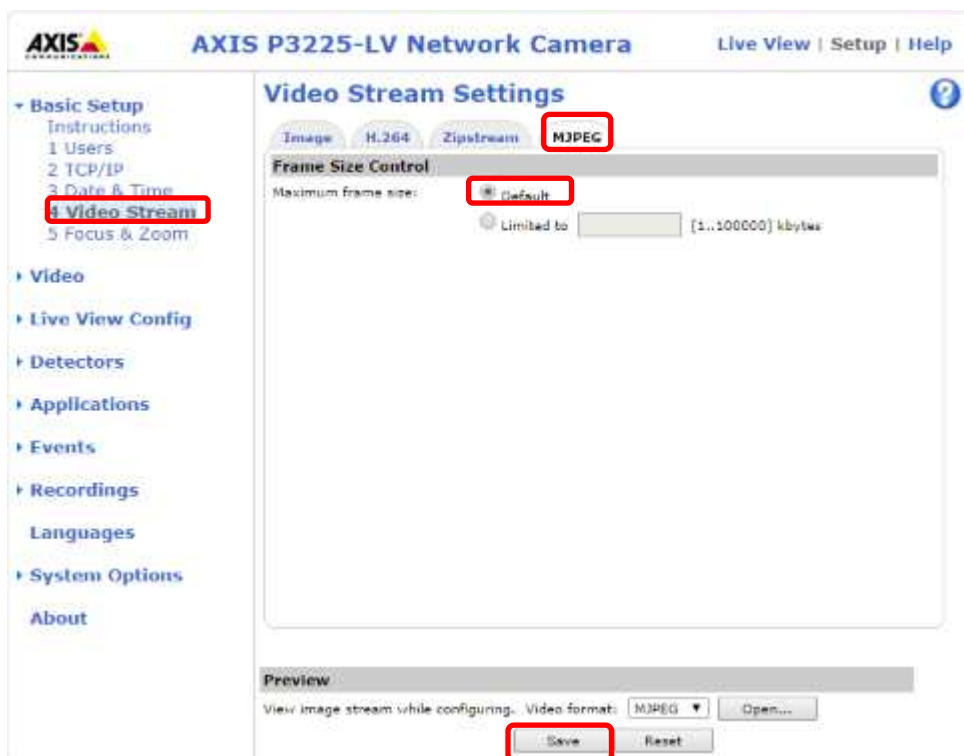 AXIS
COMMUNICATIONS
AXIS P3225-LV Network Camera
Live View | Setup | Help
Basic Setup
Instructions
1 Users
2 TCP/IP
3 Date & Time
4 Video Stream
5 Focus & Zoom
Video
Live View Config
Detectors
Applications
Events
Recordings
Languages
System Options
About
Video Stream Settings
?
Image H.264 Zipstream MJPEG
Frame Size Control
Maximum frame size: Default
Limited to [1..100000] kbytes
Preview
View image stream while configuring. Video format: MJPEG Open...
Save Reset